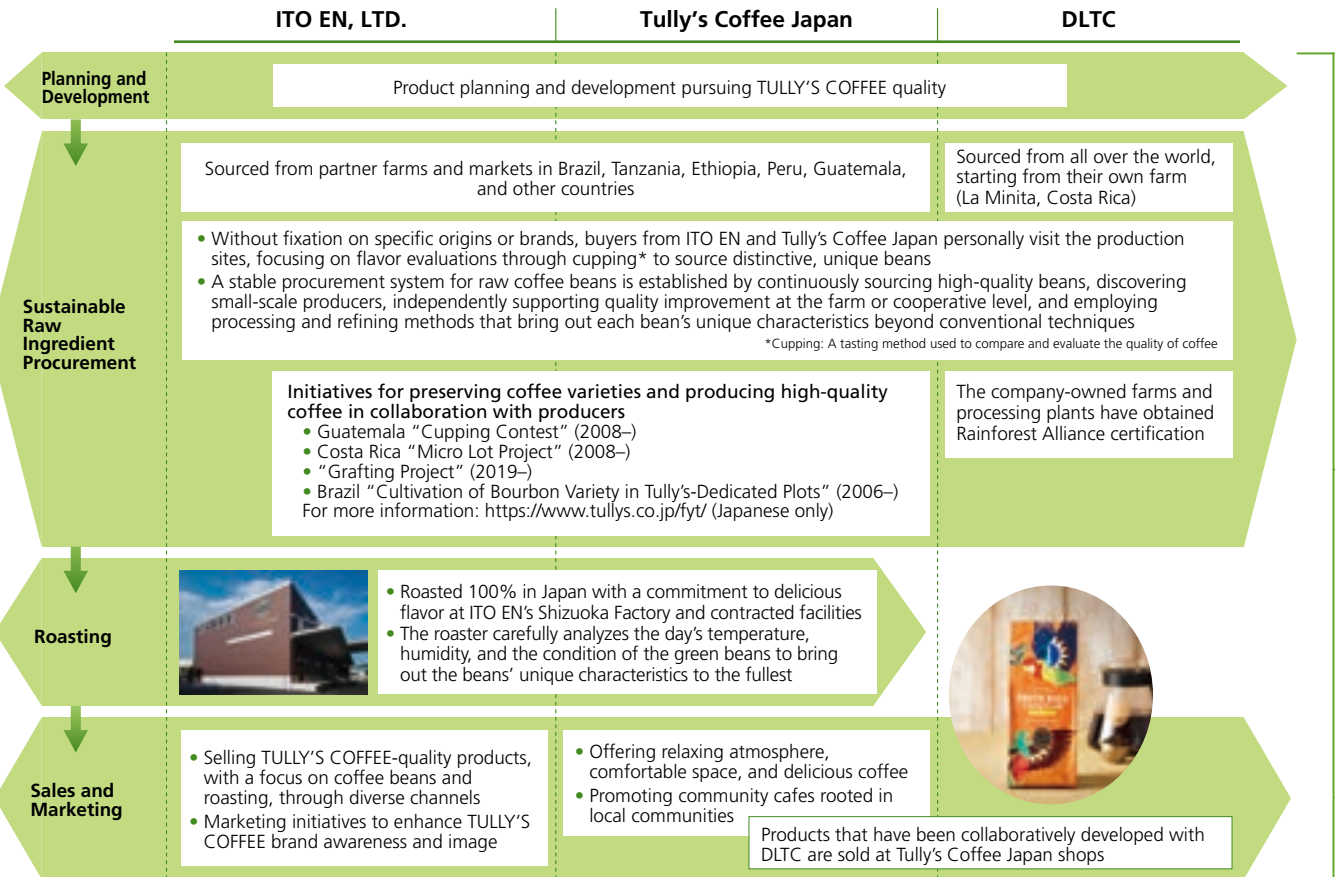 ITO EN, LTD.
Tully's Coffee Japan
DLTC
Planning and
Development
Product planning and development pursuing TULLY'S COFFEE quality
Sustainable
Raw
Ingredient
Procurement
Sourced from partner farms and markets in Brazil, Tanzania, Ethiopia, Peru, Guatemala,
and other countries
Sourced from all over the world,
starting from their own farm
(La Minita, Costa Rica)
• Without fixation on specific origins or brands, buyers from ITO EN and Tully's Coffee Japan personally visit the production
sites, focusing on flavor evaluations through cupping* to source distinctive, unique beans
• A stable procurement system for raw coffee beans is established by continuously sourcing high-quality beans, discovering
small-scale producers, independently supporting quality improvement at the farm or cooperative level, and employing
processing and refining methods that bring out each bean's unique characteristics beyond conventional techniques
*Cupping: A tasting method used to compare and evaluate the quality of coffee
Initiatives for preserving coffee varieties and producing high-quality
coffee in collaboration with producers
• Guatemala “Cupping Contest” (2008–)
• Costa Rica “Micro Lot Project” (2008–)
• “Grafting Project” (2019–)
• Brazil “Cultivation of Bourbon Variety in Tully's-Dedicated Plots” (2006–)
For more information: https://www.tullys.co.jp/fyt/ (Japanese only)
The company-owned farms and
processing plants have obtained
Rainforest Alliance certification
Roasting
• Roasted 100% in Japan with a commitment to delicious
flavor at ITO EN's Shizuoka Factory and contracted facilities
• The roaster carefully analyzes the day's temperature,
humidity, and the condition of the green beans to bring
out the beans' unique characteristics to the fullest
Sales and
Marketing
• Selling TULLY'S COFFEE-quality products,
with a focus on coffee beans and
roasting, through diverse channels
• Marketing initiatives to enhance TULLY'S
COFFEE brand awareness and image
• Offering relaxing atmosphere,
comfortable space, and delicious coffee
• Promoting community cafes rooted in
local communities
Products that have been collaboratively developed with
DLTC are sold at Tully's Coffee Japan shops